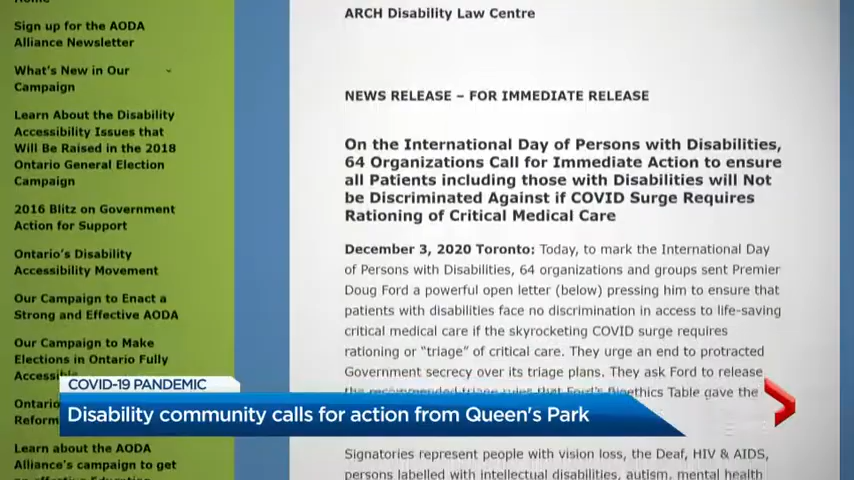 Home
Sign up for the AODA
Alliance Newsletter
What's New in Our
Campaign
Learn About the Disability
Accessibility Issues that
Will Be Raised in the 2018
Ontario General Election
Campaign
2016 Blitz on Government
Action for Support
Ontario's Disability
Accessibility Movement
Our Campaign to Enact a
Strong and Effective AODA
Our Campaign to Make
Elections in Ontario Fully
Accessib
Ontario
Reform
Learn about the AODA
Alliance's campaign to get
an effective Education
ARCH Disability Law Centre
NEWS RELEASE – FOR IMMEDIATE RELEASE
On the International Day of Persons with Disabilities,
64 Organizations Call for Immediate Action to ensure
all Patients including those with Disabilities will Not
be Discriminated Against if COVID Surge Requires
Rationing of Critical Medical Care
December 3, 2020 Toronto: Today, to mark the International Day
of Persons with Disabilities, 64 organizations and groups sent Premier
Doug Ford a powerful open letter (below) pressing him to ensure that
patients with disabilities face no discrimination in access to life-saving
critical medical care if the skyrocketing COVID surge requires
rationing or “triage” of critical care. They urge an end to protracted
Government secrecy over its triage plans. They ask Ford to release
the recommended triage rules that Ford's Bioethics Table gave the
Signatories represent people with vision loss, the Deaf, HIV & AIDS,
persons labelled with intellectual disabilities, autism, mental health
COVID-19 PANDEMIC
Disability community calls for action from Queen's Park